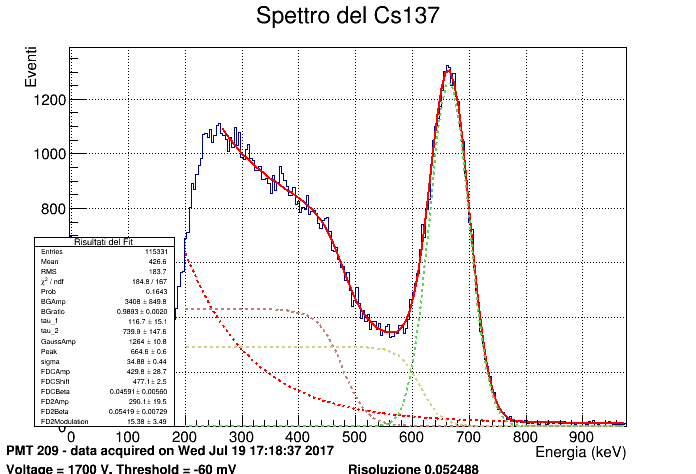 Spettro del Cs137
Eventi
1200
1000
800
Risultati del Fit
Entries 115331
Mean 426.6
RMS 183.7
χ² / ndf 184.8 / 167
Prob 0.1643
BGAmp 3408 ± 849.8
BGratio 0.9893 ± 0.0020
tau_1 116.7 ± 15.1
tau_2 739.9 ± 147.6
GaussAmp 1264 ± 10.8
Peak 664.6 ± 0.6
sigma 34.88 ± 0.44
FDCAmp 429.8 ± 28.7
FDCShift 477.1 ± 2.5
FDCBeta 0.04591 ± 0.00560
FD2Amp 290.1 ± 19.5
FD2Beta 0.05419 ± 0.00729
FD2Modulation 15.38 ± 3.49
0 100 200 300 400 500 600 700 800 900
Energia (keV)
PMT 209 - data acquired on Wed Jul 19 17:18:37 2017
Voltage = 1700 V, Threshold = -60 mV Risoluzione 0.052488